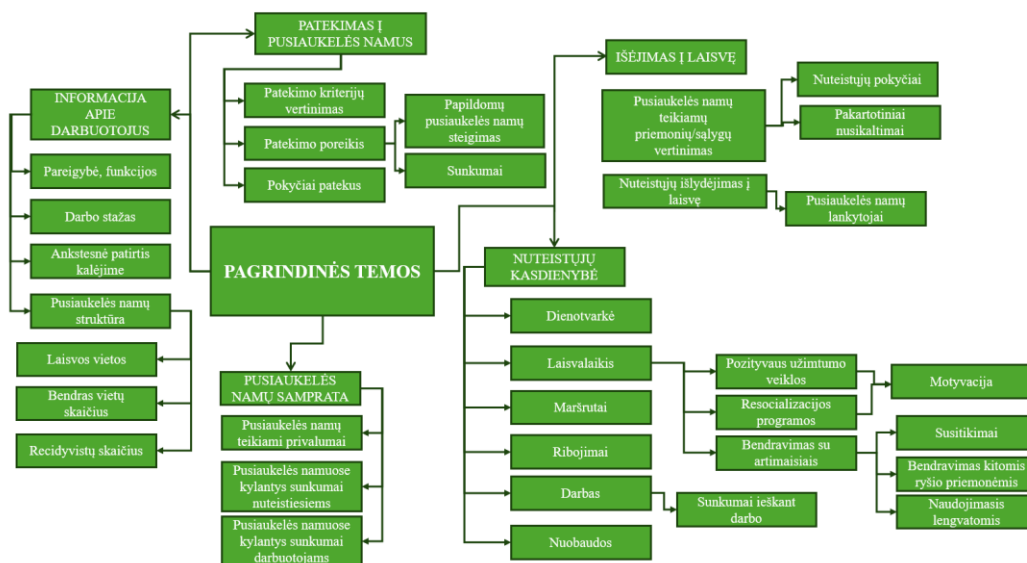 PATEKIMAS Į
PUSIAUKELĖS NAMUS
Patekimo kriterijų
vertinimas
Patekimo poreikis
Pokyčiai patekus
Papildomų
pusiaukelės namų
steigimas
Sunkumai
INFORMACIJA
APIE
DARBUOTOJUS
Pareigybė, funkcijos
Darbo stažas
Ankstesnė patirtis
kalėjime
Pusiaukelės namų
struktūra
Laisvos vietos
Bendras vietų
skaičius
Recidyvistų skaičius
PAGRINDINĖS TEMOS
PUSIAUKELĖS
NAMŲ SAMPRATA
Pusiaukelės namų
teikiami privalumai
Pusiaukelės namuose
kylantys sunkumai
nuteistiesiems
Pusiaukelės namuose
kylantys sunkumai
darbuotojams
IŠĖJIMAS Į LAISVĘ
Pusiaukelės namų
teikiamų
priemonių/sąlygų
vertinimas
Nuteistųjų pokyčiai
Pakartotiniai
nusikaltimai
Nuteistųjų išlydėjimas į
laisvę
Pusiaukelės namų
lankytojai
NUTEISTŲJŲ
KASDIENYBĖ
Dienotvarkė
Laisvalaikis
Maršrutai
Ribojimai
Darbas
Nuobaudos
Pozityvaus užimtumo
veiklos
Resocializacijos
programos
Bendravimas su
artimaisiais
Sunkumai ieškant
darbo
Motyvacija
Susitikimai
Bendravimas kitomis
ryšio priemonėmis
Naudojimasis
lengvatomis